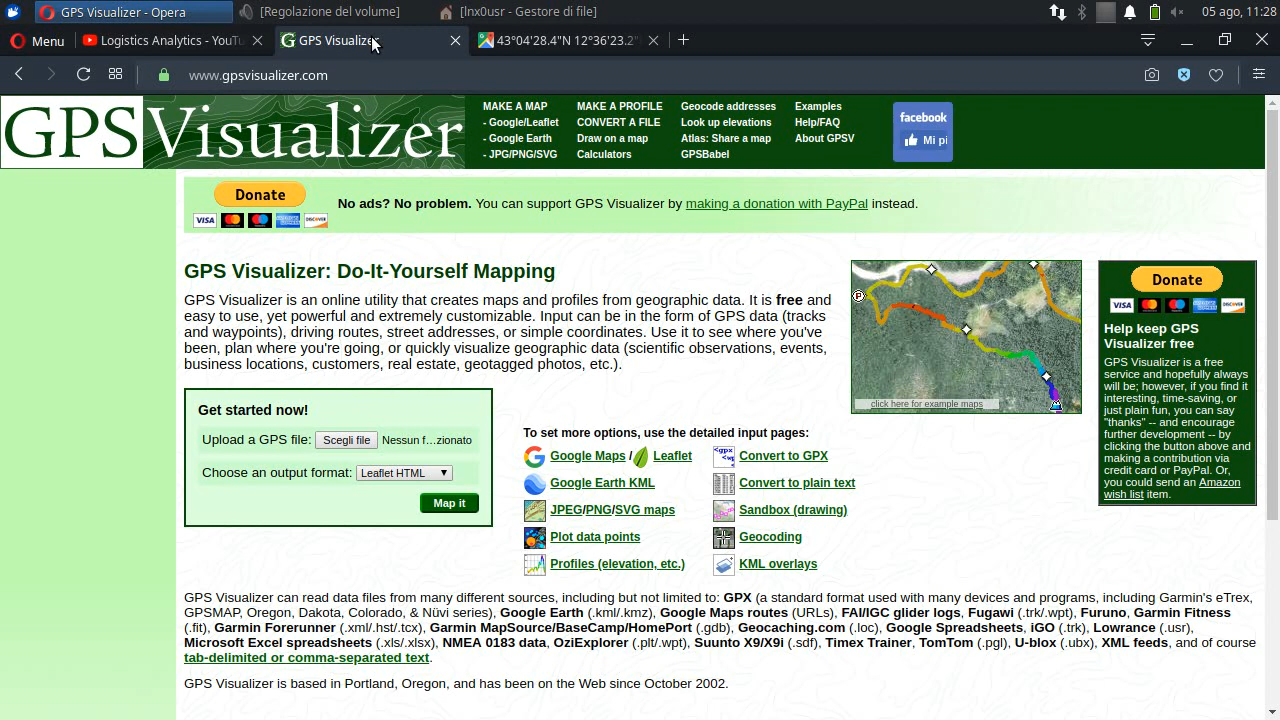 GPS Visualizer - Opera
[Regolazione del volume]
[lnx0usr - Gestore di file]
05 ago, 11:28
Menu
Logistics Analytics - YouTu
GPS Visualizer
43°04'28.4"N 12°36'23.2"
www.gpsvisualizer.com
GPS Visualizer
MAKE A MAP
- Google/Leaflet
- Google Earth
- JPG/PNG/SVG
MAKE A PROFILE
CONVERT A FILE
Draw on a map
Calculators
Geocode addresses
Look up elevations
Atlas: Share a map
GPSBabel
Examples
Help/FAQ
About GPSV
facebook
Mi pi
Donate
VISA
DISCOVER
No ads? No problem. You can support GPS Visualizer by making a donation with PayPal instead.
GPS Visualizer: Do-It-Yourself Mapping
GPS Visualizer is an online utility that creates maps and profiles from geographic data. It is free and
easy to use, yet powerful and extremely customizable. Input can be in the form of GPS data (tracks
and waypoints), driving routes, street addresses, or simple coordinates. Use it to see where you've
been, plan where you're going, or quickly visualize geographic data (scientific observations, events,
business locations, customers, real estate, geotagged photos, etc.).
P
click here for example maps
Get started now!
Upload a GPS file: Scegli file Nessun f...zionato
Choose an output format: Leaflet HTML
Map it
To set more options, use the detailed input pages:
Google Maps / Leaflet
Google Earth KML
JPEG/PNG/SVG maps
Plot data points
Profiles (elevation, etc.)
Convert to GPX
Convert to plain text
Sandbox (drawing)
Geocoding
KML overlays
Donate
VISA
DISCOVER
Help keep GPS
Visualizer free
GPS Visualizer is a free
service and hopefully always
will be; however, if you find it
interesting, time-saving, or
just plain fun, you can say
"thanks" -- and encourage
further development -- by
clicking the button above and
making a contribution via
credit card or PayPal. Or,
you could send an Amazon
wish list item.
GPS Visualizer can read data files from many different sources, including but not limited to: GPX (a standard format used with many devices and programs, including Garmin's eTrex,
GPSMAP, Oregon, Dakota, Colorado, & Nüvi series), Google Earth (.kml/.kmz), Google Maps routes (URLs), FAI/IGC glider logs, Fugawi (.trk/.wpt), Furuno, Garmin Fitness
(.fit), Garmin Forerunner (.xml/.hst/.tcx), Garmin MapSource/BaseCamp/HomePort (.gdb), Geocaching.com (.loc), Google Spreadsheets, iGO (.trk), Lowrance (.usr),
Microsoft Excel spreadsheets (.xls/.xlsx), NMEA 0183 data, OziExplorer (.plt/.wpt), Suunto X9/X9i (.sdf), Timex Trainer, TomTom (.pgl), U-blox (.ubx), XML feeds, and of course
tab-delimited or comma-separated text.
GPS Visualizer is based in Portland, Oregon, and has been on the Web since October 2002.